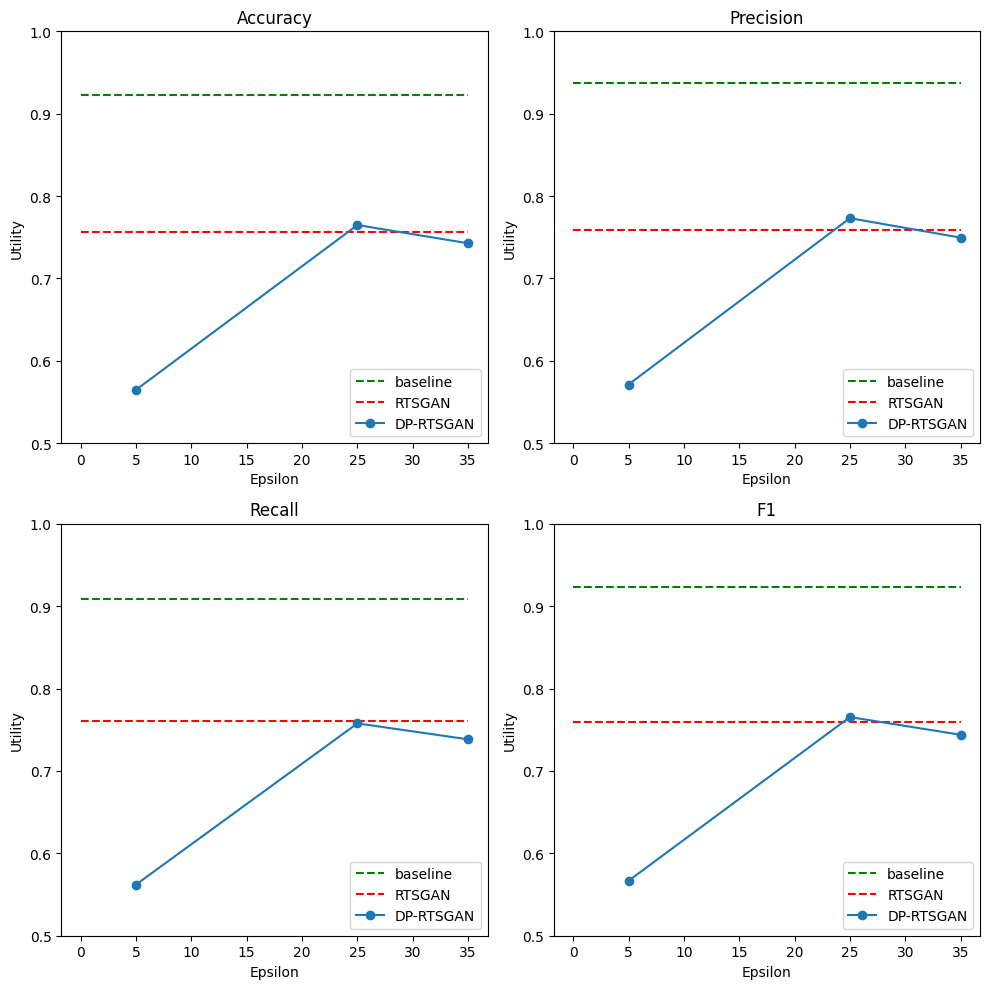 Accuracy
Utility
1.0
0.9
0.8
0.7
0.6
0.5
0 5 10 15 20 25 30 35
Epsilon
baseline
RTSGAN
DP-RTSGAN
Precision
Utility
1.0
0.9
0.8
0.7
0.6
0.5
0 5 10 15 20 25 30 35
Epsilon
baseline
RTSGAN
DP-RTSGAN
Recall
Utility
1.0
0.9
0.8
0.7
0.6
0.5
0 5 10 15 20 25 30 35
Epsilon
baseline
RTSGAN
DP-RTSGAN
F1
Utility
1.0
0.9
0.8
0.7
0.6
0.5
0 5 10 15 20 25 30 35
Epsilon
baseline
RTSGAN
DP-RTSGAN